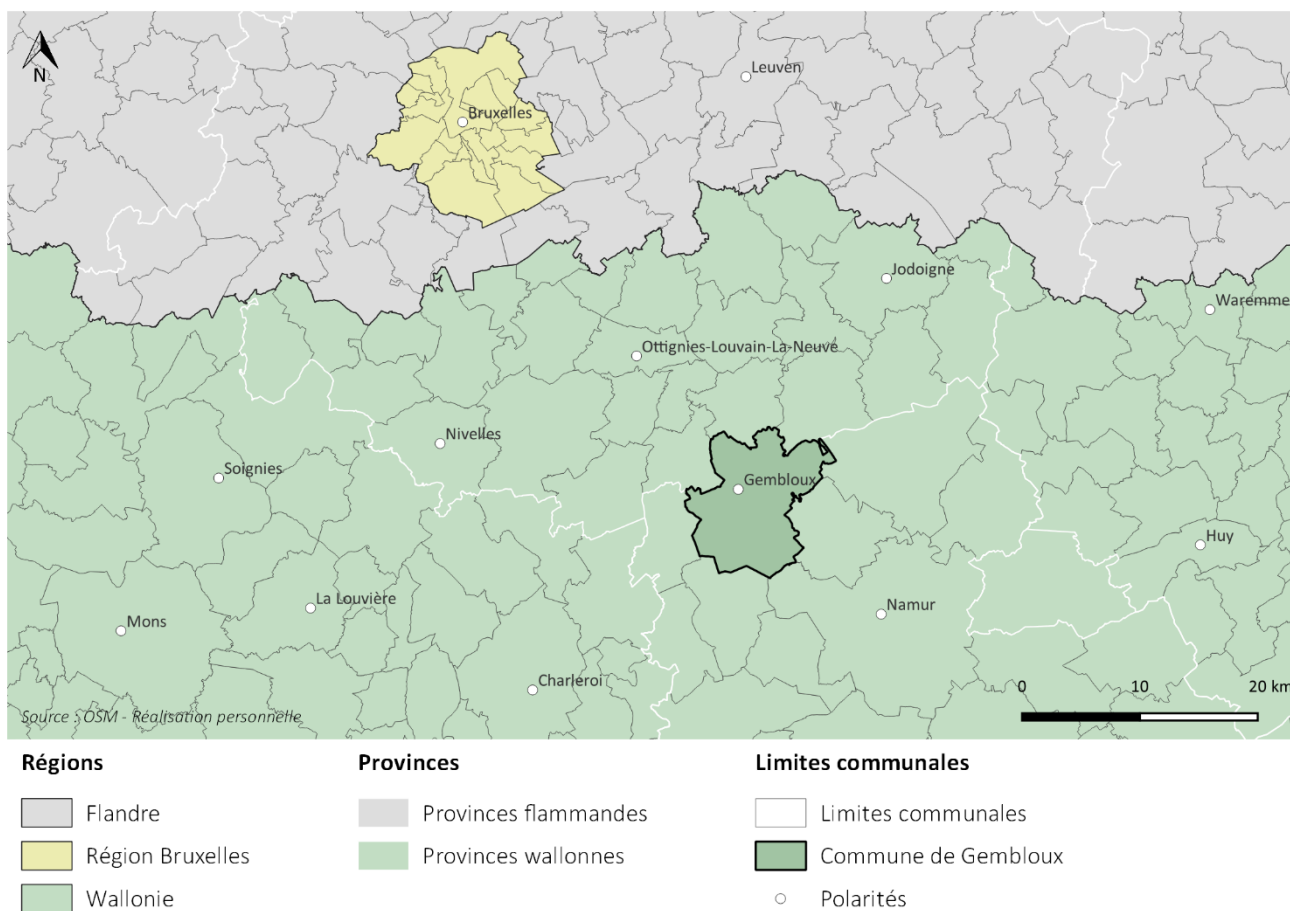 N
Leuven
Bruxelles
Jodoigne
Waremme
Ottignies-Louvain-La-Neuve
Nivelles
Soignies
Gembloux
Huy
La Louvière
Namur
Mons
Charleroi
0 10 20 km
Source : OSM - Réalisation personnelle
Régions Provinces Limites communales
Flandre Provinces flammandes Limites communales
Région Bruxelles Provinces wallonnes Commune de Gembloux
Wallonie Polarités